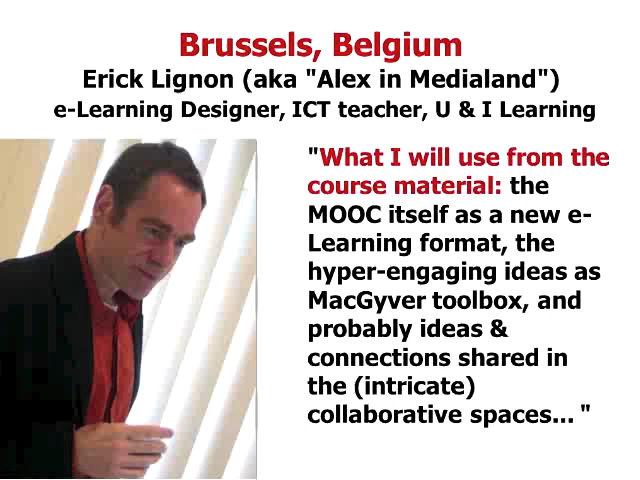 Brussels, Belgium
Erick Lignon (aka "Alex in Medialand")
e-Learning Designer, ICT teacher, U & I Learning
"What I will use from the
course material: the
MOOC itself as a new e-
Learning format, the
hyper-engaging ideas as
MacGyver toolbox, and
probably ideas &
connections shared in
the (intricate)
collaborative spaces... "